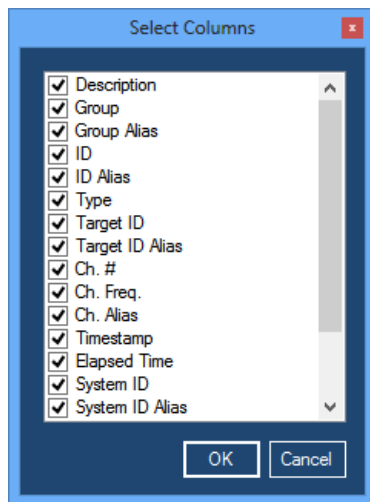 Select Columns
x
Description
Group
Group Alias
ID
ID Alias
Type
Target ID
Target ID Alias
Ch. #
Ch. Freq.
Ch. Alias
Timestamp
Elapsed Time
System ID
System ID Alias
OK Cancel